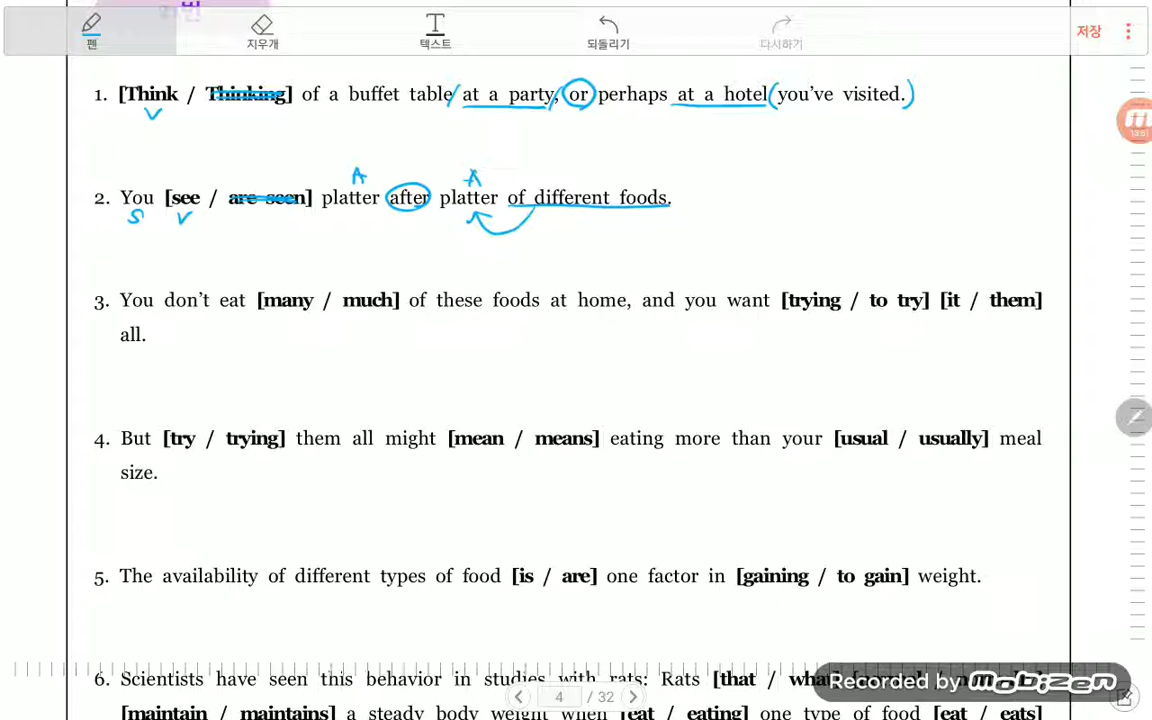 펜
지우개
텍스트
되돌리기
다시하기
저장
1. [Think / Thinking] of a buffet table/ at a party,/ or perhaps at a hotel (you've visited.)
V
A A
2. You [see / are seen] platter after platter of different foods.
S V
3. You don't eat [many / much] of these foods at home, and you want [trying / to try] [it / them]
all.
4. But [try / trying] them all might [mean / means] eating more than your [usual / usually] meal
size.
5. The availability of different types of food [is / are] one factor in [gaining / to gain] weight.
6. Scientists have seen this behavior in studies with rats: Rats [that / what]
[maintain / maintains] a steady body weight when [eat / eating] one type of food [eat / eats]
4 / 32
Recorded by mobizen